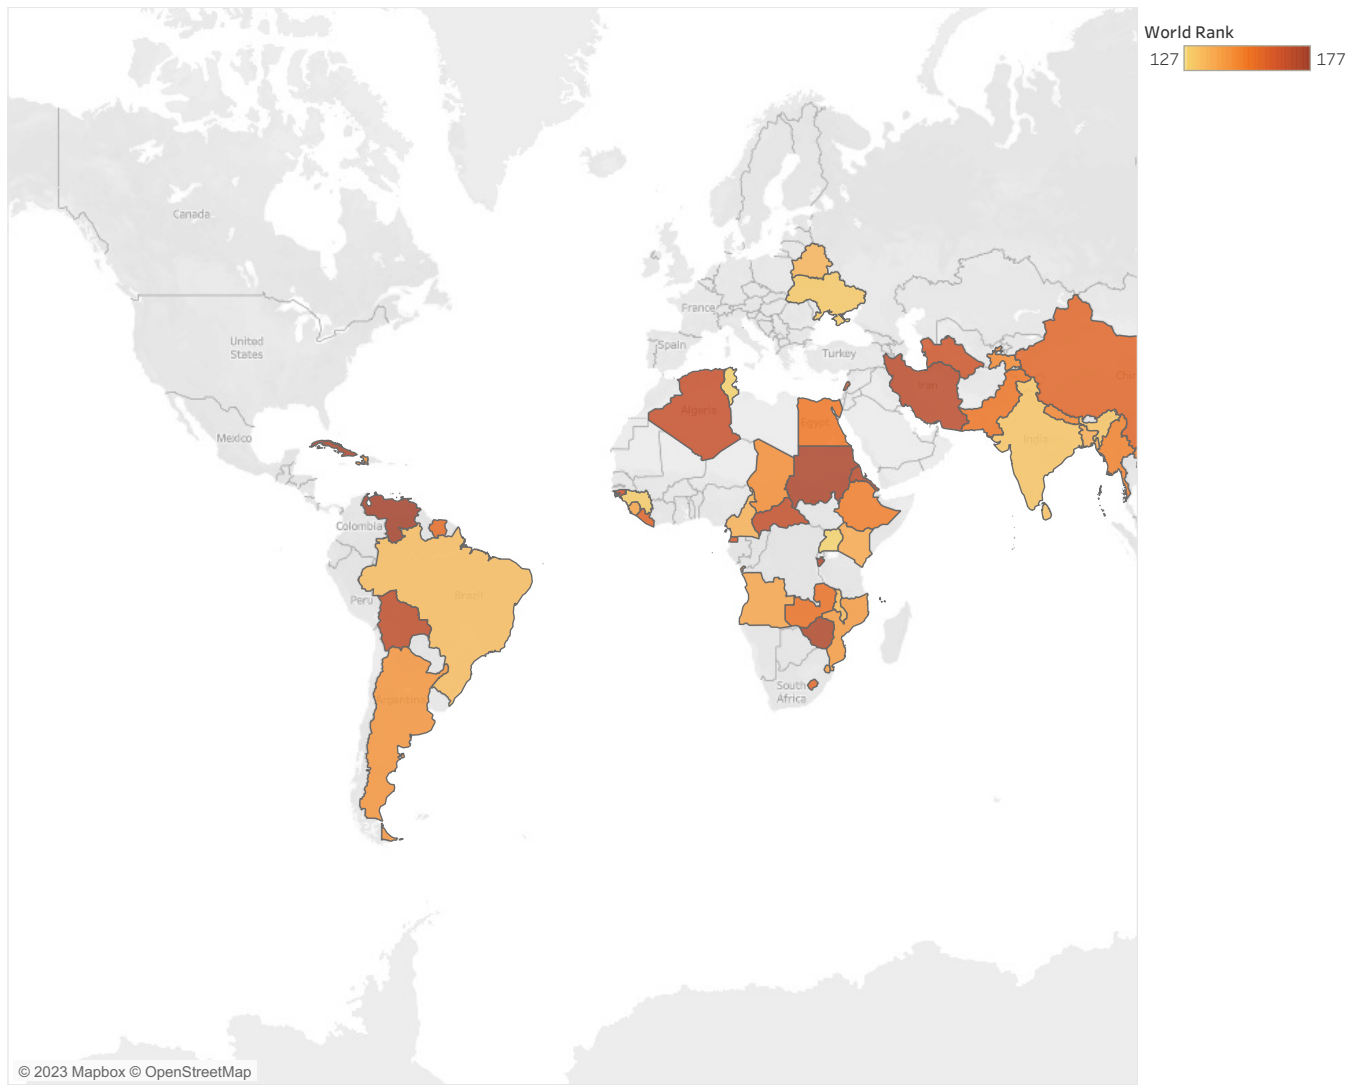 World Rank
127
177
Canada
United
States
Mexico
Colombia
Peru
Brazil
Argentina
France
Spain
Turkey
Algeria
Egypt
Iran
India
Chin
South
Africa
© 2023 Mapbox © OpenStreetMap